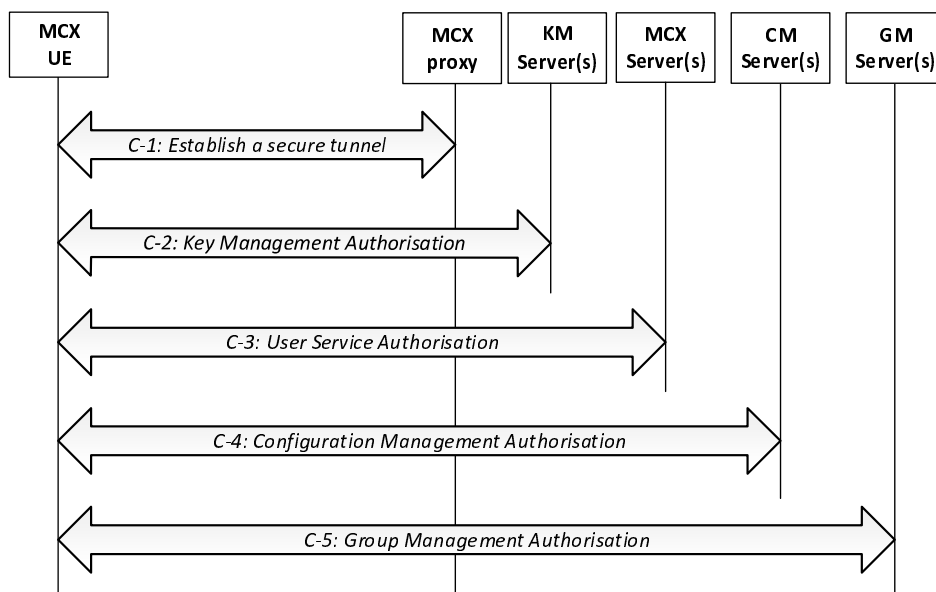 MCX
UE
MCX
proxy
KM
Server(s)
MCX
Server(s)
CM
Server(s)
GM
Server(s)
C-1: Establish a secure tunnel
C-2: Key Management Authorisation
C-3: User Service Authorisation
C-4: Configuration Management Authorisation
C-5: Group Management Authorisation